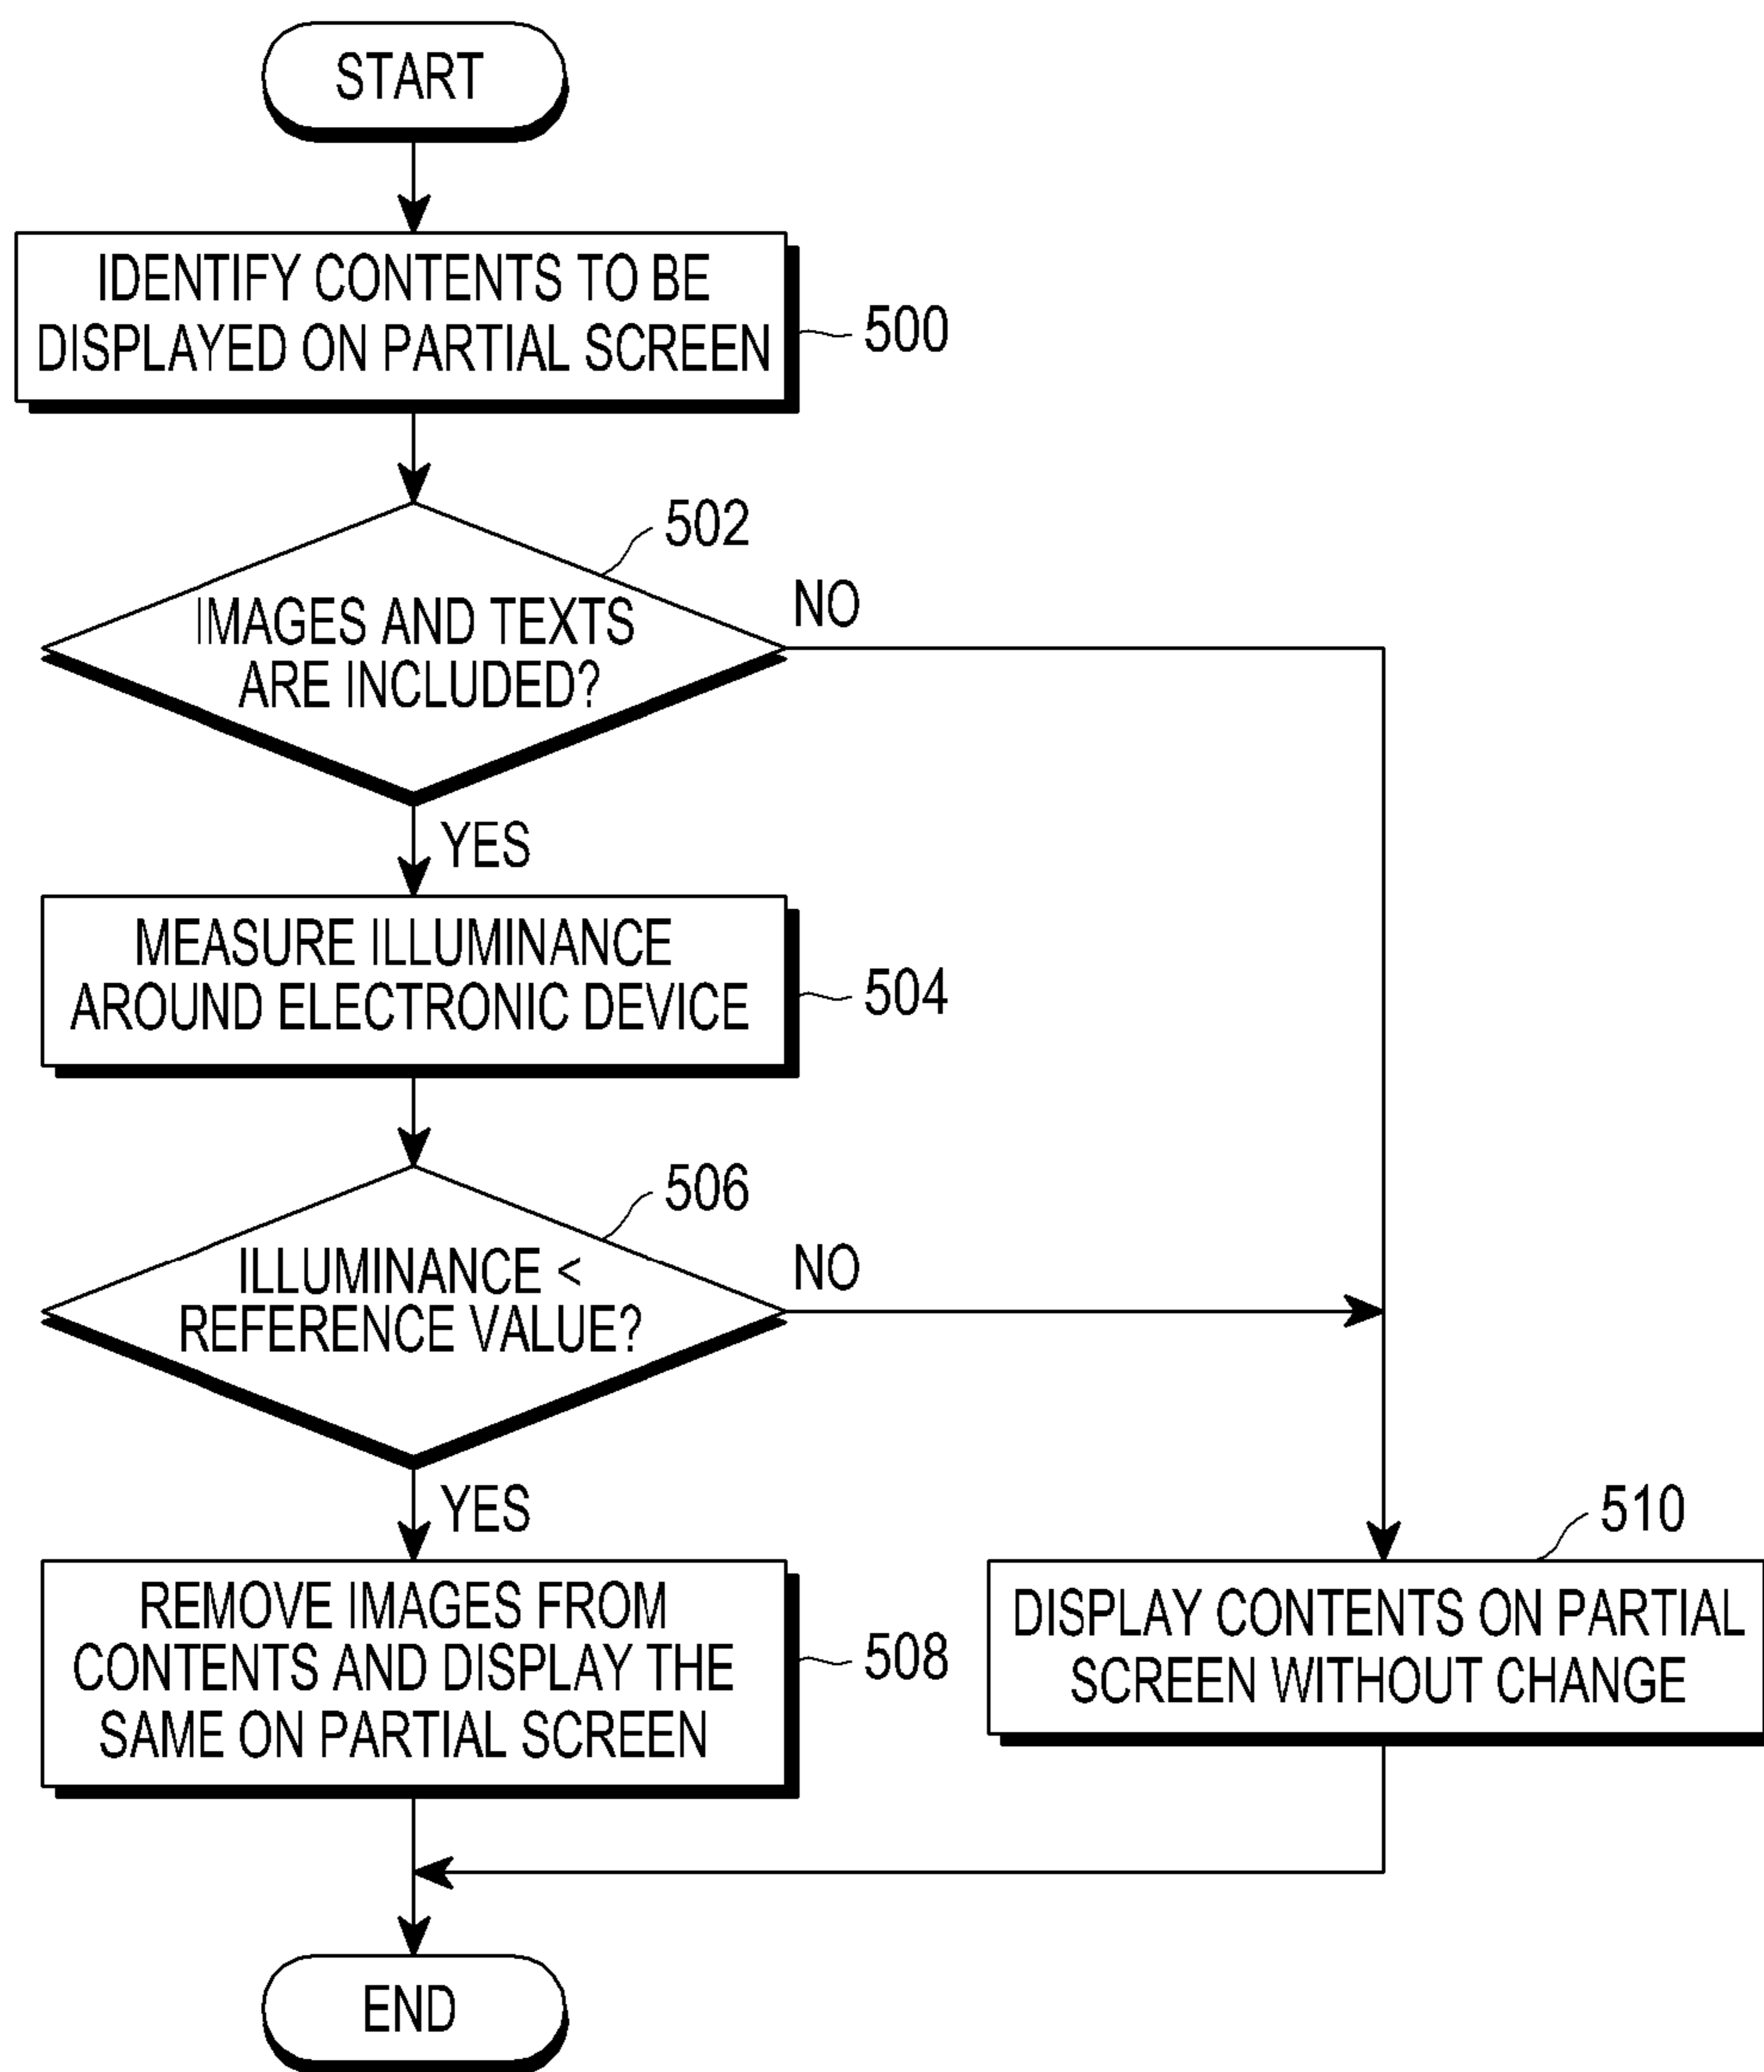 START
IDENTIFY CONTENTS TO BE
DISPLAYED ON PARTIAL SCREEN
500
502
IMAGES AND TEXTS
ARE INCLUDED?
NO
YES
MEASURE ILLUMINANCE
AROUND ELECTRONIC DEVICE
504
506
ILLUMINANCE <
REFERENCE VALUE?
NO
YES
REMOVE IMAGES FROM
CONTENTS AND DISPLAY THE
SAME ON PARTIAL SCREEN
508
510
DISPLAY CONTENTS ON PARTIAL
SCREEN WITHOUT CHANGE
END